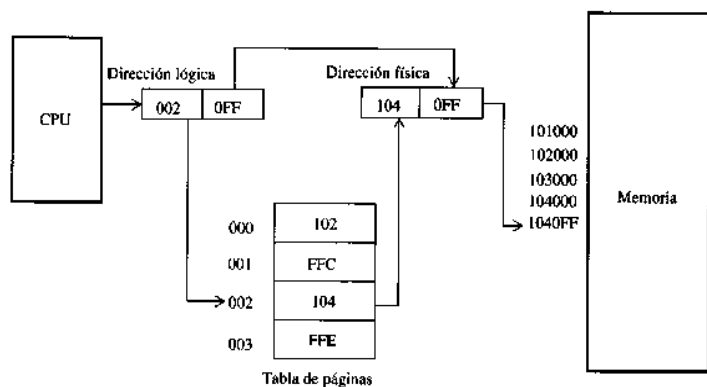 Dirección lógica
Dirección física
CPU
002 0FF
104 0FF
101000
102000
103000
104000
1040FF
Memoria
000 102
001 FFC
002 104
003 FFE
Tabla de páginas